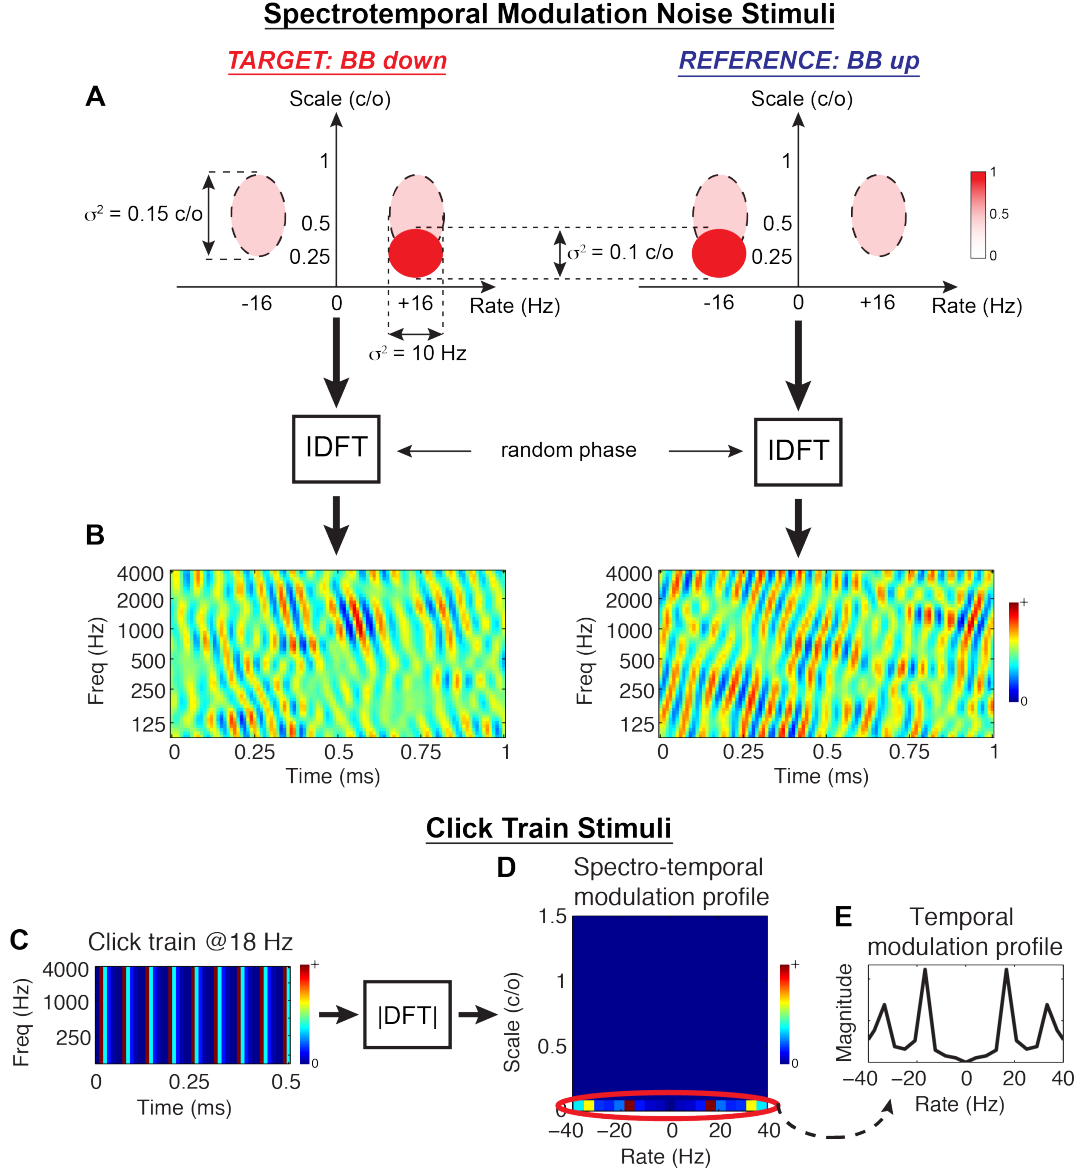 Spectrotemporal Modulation Noise Stimuli
TARGET: BB down
REFERENCE: BB up
A
Scale (c/o)
Scale (c/o)
1
1
1
σ² = 0.15 c/o
0.5
0.5
0.5
0.25
σ² = 0.1 c/o
0.25
0
-16
0
+16
Rate (Hz)
-16
0
+16
Rate (Hz)
σ² = 10 Hz
IDFT
random phase
IDFT
B
Freq (Hz)
4000
2000
1000
500
250
125
0
0.25
0.5
0.75
1
Time (ms)
Freq (Hz)
4000
2000
1000
500
250
125
0
0.25
0.5
0.75
1
Time (ms)
+
0
Click Train Stimuli
C
Click train @18 Hz
Freq (Hz)
4000
1000
250
0
0.25
0.5
Time (ms)
+
0
|DFT|
D
Spectro-temporal
modulation profile
Scale (c/o)
1.5
1
0.5
0
−40
−20
0
20
40
Rate (Hz)
+
0
E
Temporal
modulation profile
Magnitude
−40
−20
0
20
40
Rate (Hz)